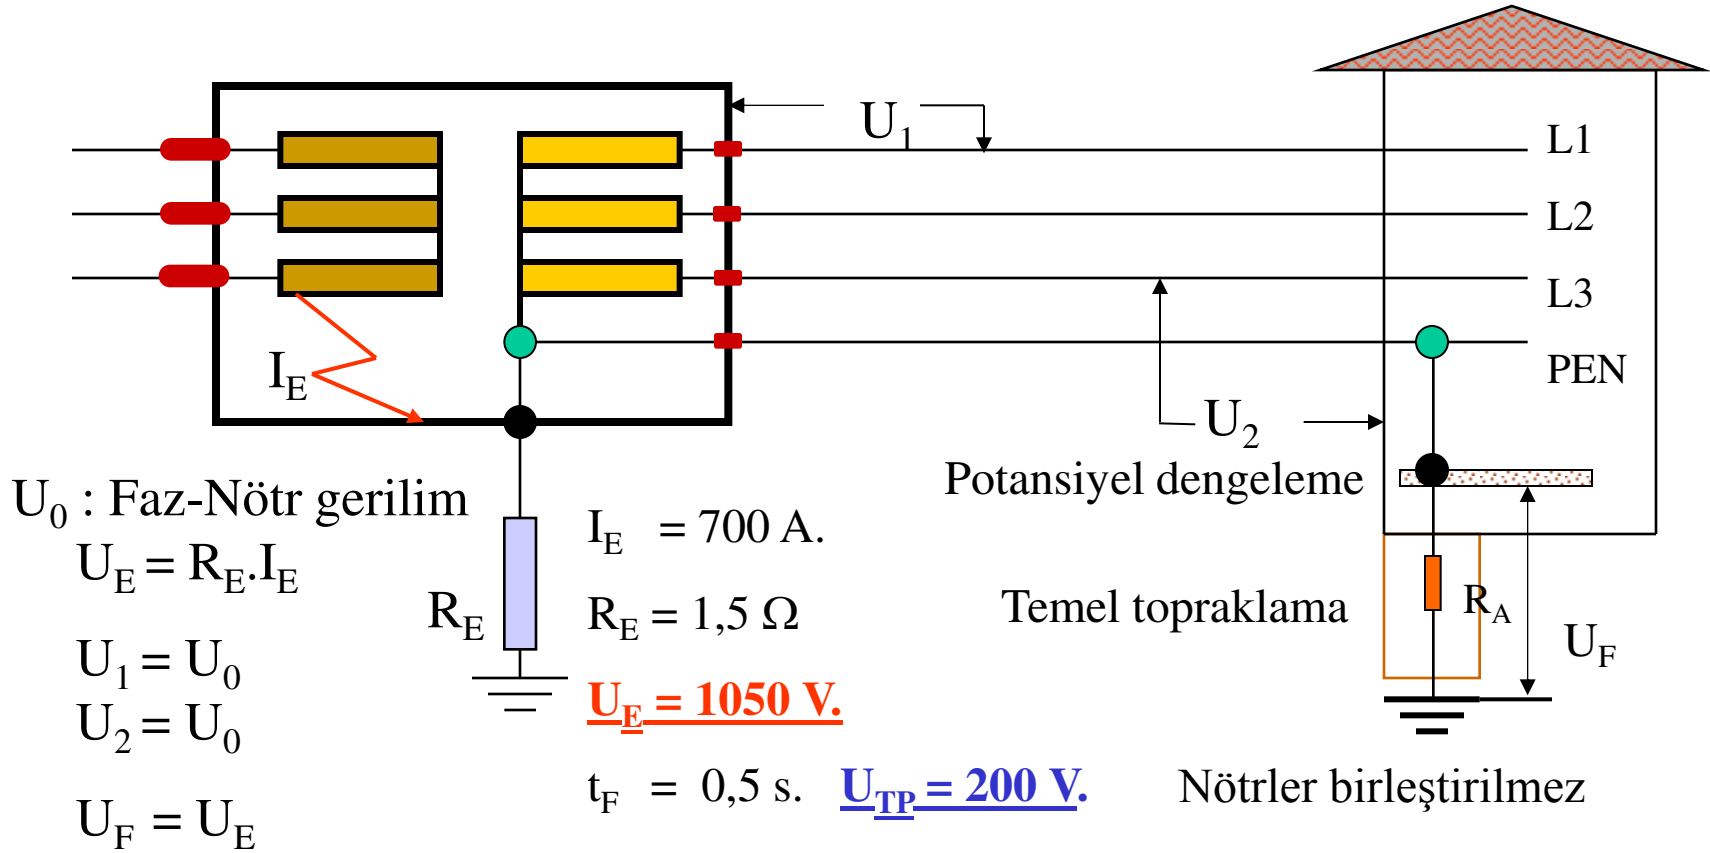 U1
L1
L2
L3
PEN
IE
U2
Potansiyel dengeleme
U0 : Faz-Nötr gerilim
UE = RE.IE
U1 = U0
U2 = U0
UF = UE
RE
IE = 700 A.
RE = 1,5 Ω
UE = 1050 V.
tF = 0,5 s. UTP = 200 V.
Temel topraklama
RA
UF
Nötrler birleştirilmez